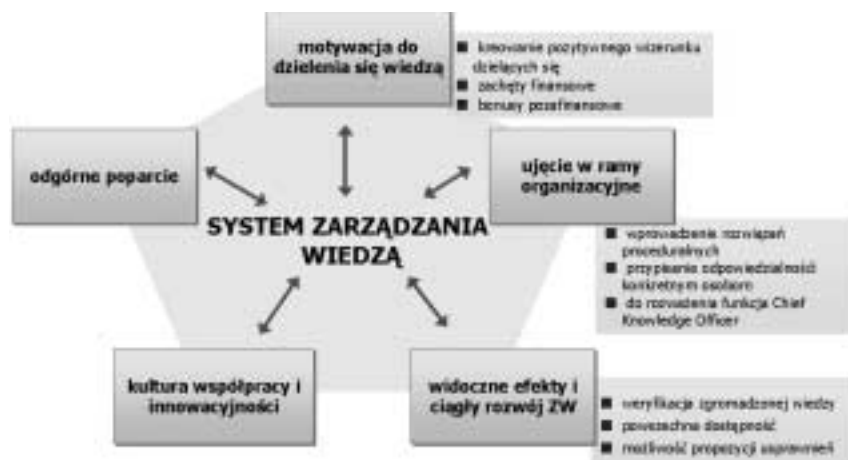 motywacja do
dzielenia się wiedzą
■ kreowanie pozytywnego wizerunku
dzielących się
■ zachęty finansowe
■ bonusy pozafinansowe
odgórne poparcie
ujęcie w ramy
organizacyjne
SYSTEM ZARZĄDZANIA
WIEDZĄ
■ wprowadzenie rozwiązań
proceduralnych
■ przypisanie odpowiedzialności
konkretnym osobom
■ do rozważenia funkcja Chief
Knowledge Officer
kultura współpracy i
innowacyjności
widoczne efekty i
ciągły rozwój ZW
■ weryfikacja zgromadzonej wiedzy
■ powszechna dostępność
■ możliwość propozycji usprawnień